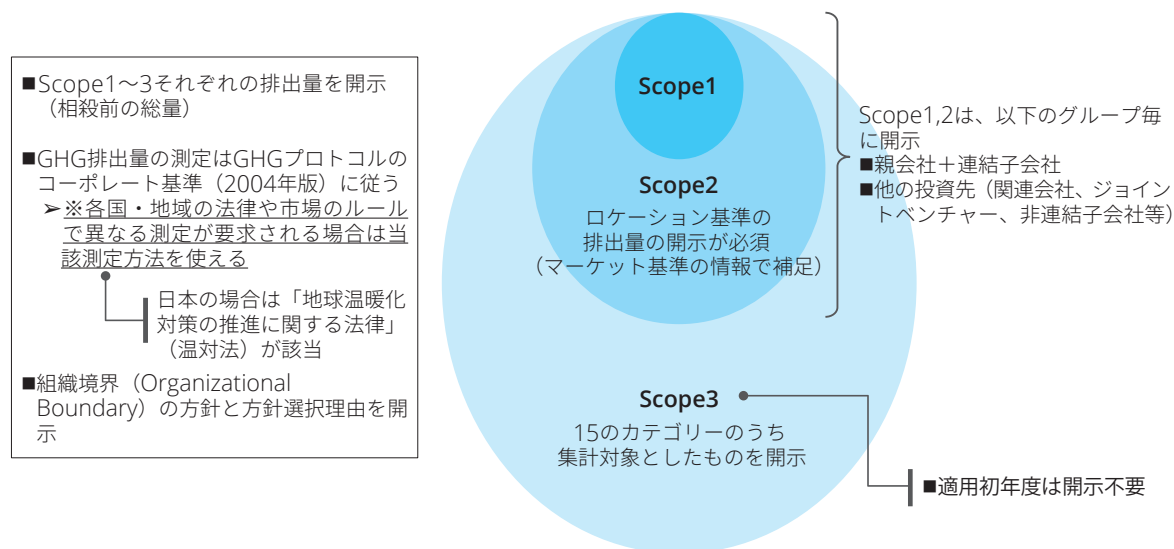 ■Scope1～3それぞれの排出量を開示
（相殺前の総量）
■GHG排出量の測定はGHGプロトコルの
コーポレート基準（2004年版）に従う
➢※各国・地域の法律や市場のルール
で異なる測定が要求される場合は当
該測定方法を使える
日本の場合は「地球温暖化
対策の推進に関する法律」
（温対法）が該当
■組織境界（Organizational
Boundary）の方針と方針選択理由を開
示
Scope1
Scope2
ロケーション基準の
排出量の開示が必須
（マーケット基準の情報で補足）
Scope3
15のカテゴリーのうち
集計対象としたものを開示
Scope1,2は、以下のグループ毎
に開示
■親会社＋連結子会社
■他の投資先（関連会社、ジョイン
トベンチャー、非連結子会社等）
■適用初年度は開示不要